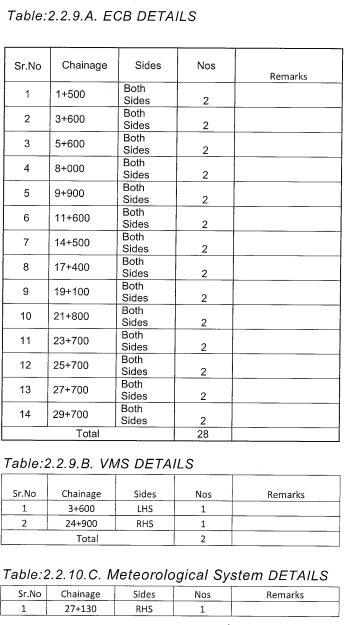 Table:2.2.9.A. ECB DETAILS
Sr.No Chainage Sides Nos Remarks
1 1+500 Both Sides 2
2 3+600 Both Sides 2
3 5+600 Both Sides 2
4 8+000 Both Sides 2
5 9+900 Both Sides 2
6 11+600 Both Sides 2
7 14+500 Both Sides 2
8 17+400 Both Sides 2
9 19+100 Both Sides 2
10 21+800 Both Sides 2
11 23+700 Both Sides 2
12 25+700 Both Sides 2
13 27+700 Both Sides 2
14 29+700 Both Sides 2
Total 28
Table:2.2.9.B. VMS DETAILS
Sr.No Chainage Sides Nos Remarks
1 3+600 LHS 1
2 24+900 RHS 1
Total 2
Table:2.2.10.C. Meteorological System DETAILS
Sr.No Chainage Sides Nos Remarks
1 27+130 RHS 1